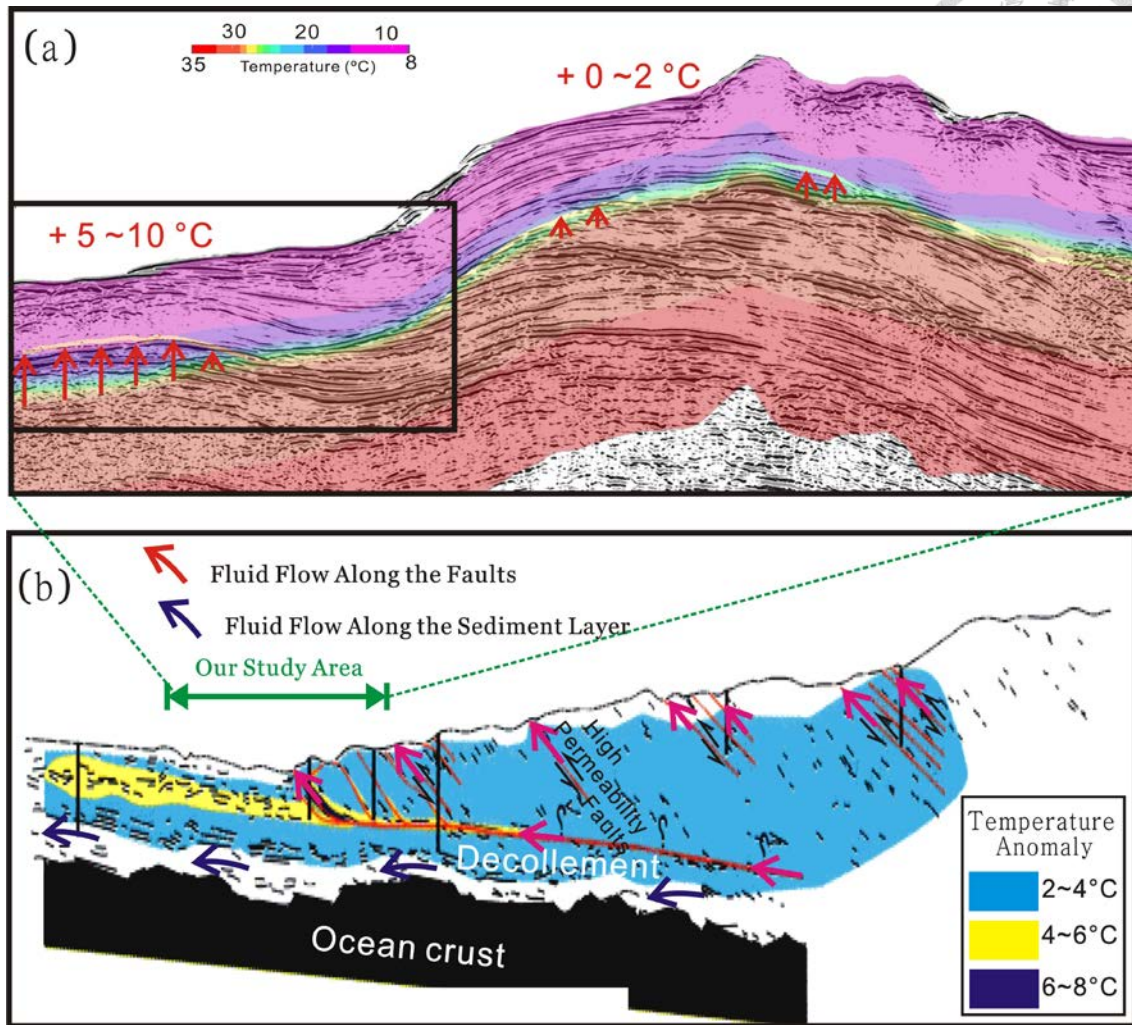 (a)
30 20 10
35 Temperature (ºC) 8
+ 0 ~2 °C
+ 5 ~10 °C
(b)
Fluid Flow Along the Faults
Fluid Flow Along the Sediment Layer
Our Study Area
High
Permeability
Faults
Decollement
Ocean crust
Temperature
Anomaly
2~4°C
4~6°C
6~8°C